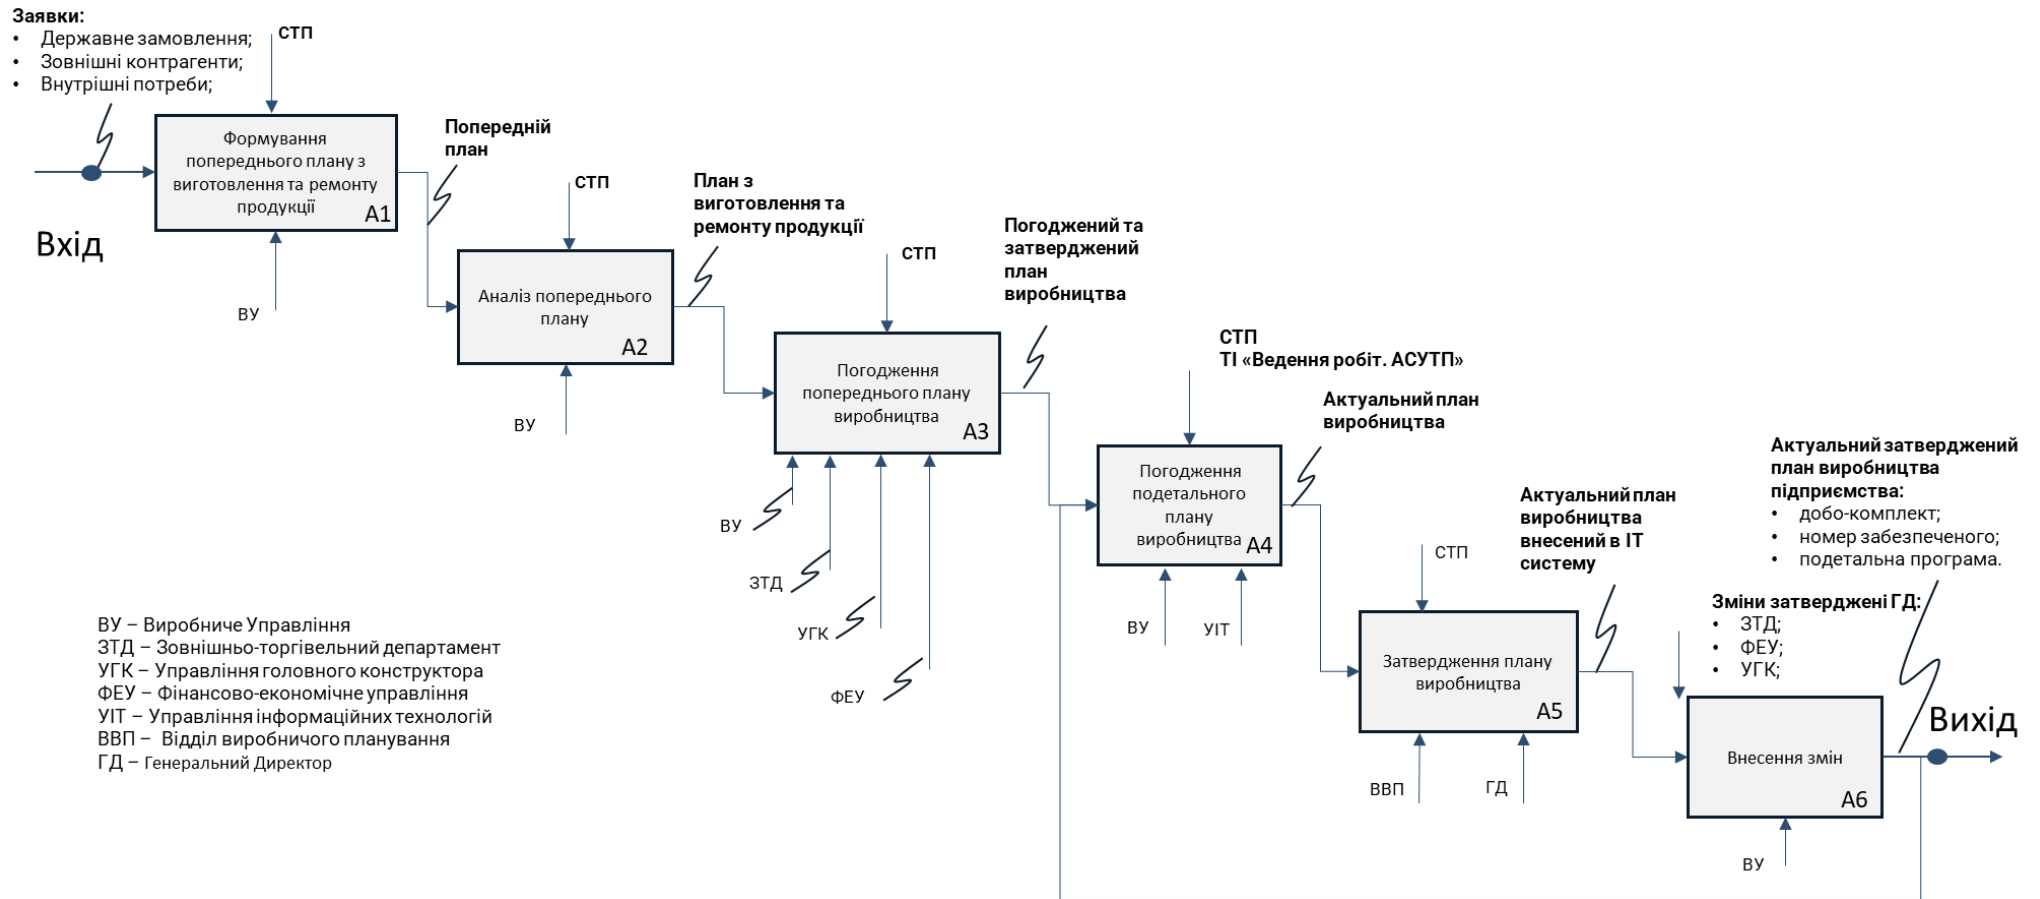 Заявки:
• Державне замовлення;
• Зовнішні контрагенти;
• Внутрішні потреби;
СТП
Формування
попереднього плану з
виготовлення та ремонту
продукції
А1
Вхід
ВУ
Попередній
план
СТП
Аналіз попереднього
плану
А2
ВУ
План з
виготовлення та
ремонту продукції
СТП
Погодження
попереднього плану
виробництва
А3
ВУ
ЗТД
УГК
ФЕУ
Погоджений та
затверджений
план
виробництва
СТП
ТІ «Ведення робіт. АСУТП»
Погодження
подетального
плану
виробництва
А4
ВУ
УІТ
Актуальний план
виробництва
СТП
Затвердження плану
виробництва
А5
ВВП
ГД
Актуальний план
виробництва
внесений в ІТ
систему
Зміни затверджені ГД:
• ЗТД;
• ФЕУ;
• УГК;
Внесення змін
А6
ВУ
Актуальний затверджений
план виробництва
підприємства:
• добо-комплект;
• номер забезпеченого;
• подетальна програма.
Вихід
ВУ – Виробниче Управління
ЗТД – Зовнішньо-торгівельний департамент
УГК – Управління головного конструктора
ФЕУ – Фінансово-економічне управління
УІТ – Управління інформаційних технологій
ВВП – Відділ виробничого планування
ГД – Генеральний Директор